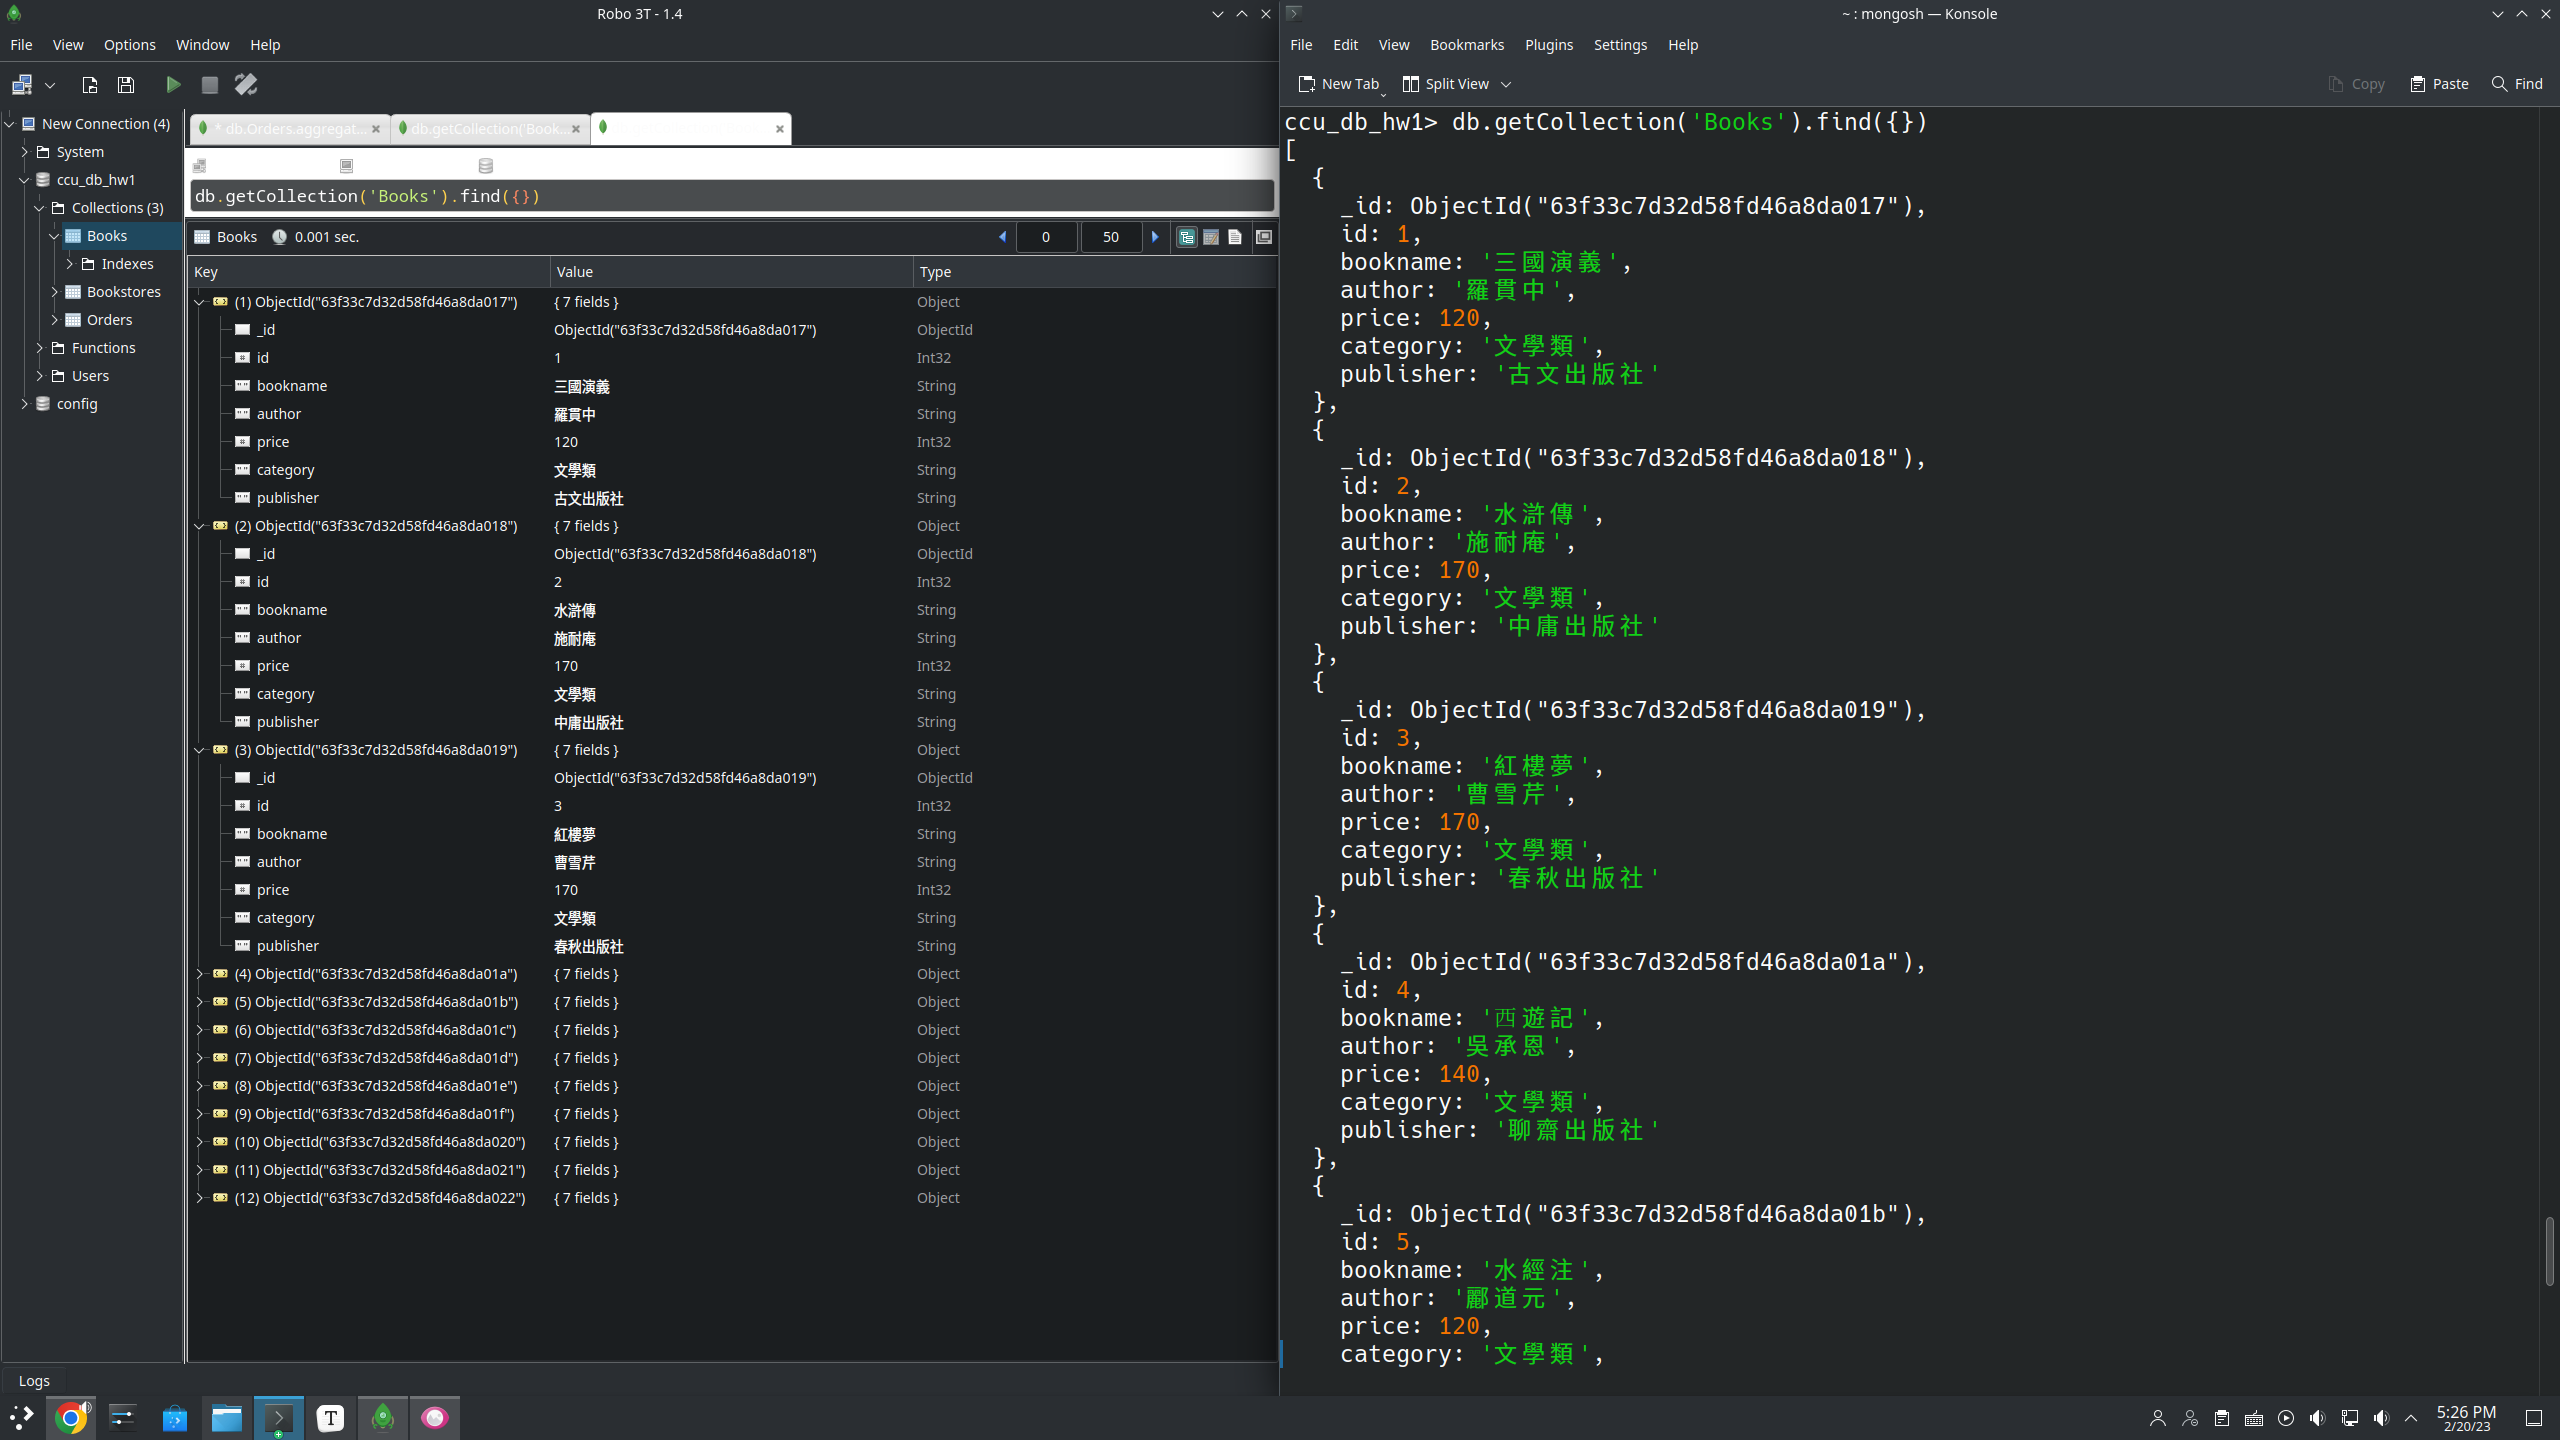 Robo 3T - 1.4
File View Options Window Help
New Connection (4)
System
ccu_db_hw1
Collections (3)
Books
Indexes
Bookstores
Orders
Functions
Users
config
* db.Orders.aggregat...
db.getCollection('Book...
db.getCollection('Books').find({})
Books 0.001 sec. 0 50
Key Value Type
(1) ObjectId("63f33c7d32d58fd46a8da017") { 7 fields } Object
_id ObjectId("63f33c7d32d58fd46a8da017") ObjectId
id 1 Int32
bookname 三國演義 String
author 羅貫中 String
price 120 Int32
category 文學類 String
publisher 古文出版社 String
(2) ObjectId("63f33c7d32d58fd46a8da018") { 7 fields } Object
_id ObjectId("63f33c7d32d58fd46a8da018") ObjectId
id 2 Int32
bookname 水滸傳 String
author 施耐庵 String
price 170 Int32
category 文學類 String
publisher 中庸出版社 String
(3) ObjectId("63f33c7d32d58fd46a8da019") { 7 fields } Object
_id ObjectId("63f33c7d32d58fd46a8da019") ObjectId
id 3 Int32
bookname 紅樓夢 String
author 曹雪芹 String
price 170 Int32
category 文學類 String
publisher 春秋出版社 String
(4) ObjectId("63f33c7d32d58fd46a8da01a") { 7 fields } Object
(5) ObjectId("63f33c7d32d58fd46a8da01b") { 7 fields } Object
(6) ObjectId("63f33c7d32d58fd46a8da01c") { 7 fields } Object
(7) ObjectId("63f33c7d32d58fd46a8da01d") { 7 fields } Object
(8) ObjectId("63f33c7d32d58fd46a8da01e") { 7 fields } Object
(9) ObjectId("63f33c7d32d58fd46a8da01f") { 7 fields } Object
(10) ObjectId("63f33c7d32d58fd46a8da020") { 7 fields } Object
(11) ObjectId("63f33c7d32d58fd46a8da021") { 7 fields } Object
(12) ObjectId("63f33c7d32d58fd46a8da022") { 7 fields } Object
Logs
~ : mongosh — Konsole
File Edit View Bookmarks Plugins Settings Help
New Tab Split View Copy Paste Find
ccu_db_hw1> db.getCollection('Books').find({})
[
{
_id: ObjectId("63f33c7d32d58fd46a8da017"),
id: 1,
bookname: '三國演義',
author: '羅貫中',
price: 120,
category: '文學類',
publisher: '古文出版社'
},
{
_id: ObjectId("63f33c7d32d58fd46a8da018"),
id: 2,
bookname: '水滸傳',
author: '施耐庵',
price: 170,
category: '文學類',
publisher: '中庸出版社'
},
{
_id: ObjectId("63f33c7d32d58fd46a8da019"),
id: 3,
bookname: '紅樓夢',
author: '曹雪芹',
price: 170,
category: '文學類',
publisher: '春秋出版社'
},
{
_id: ObjectId("63f33c7d32d58fd46a8da01a"),
id: 4,
bookname: '西遊記',
author: '吳承恩',
price: 140,
category: '文學類',
publisher: '聊齋出版社'
},
{
_id: ObjectId("63f33c7d32d58fd46a8da01b"),
id: 5,
bookname: '水經注',
author: '酈道元',
price: 120,
category: '文學類',
T
5:26 PM
2/20/23